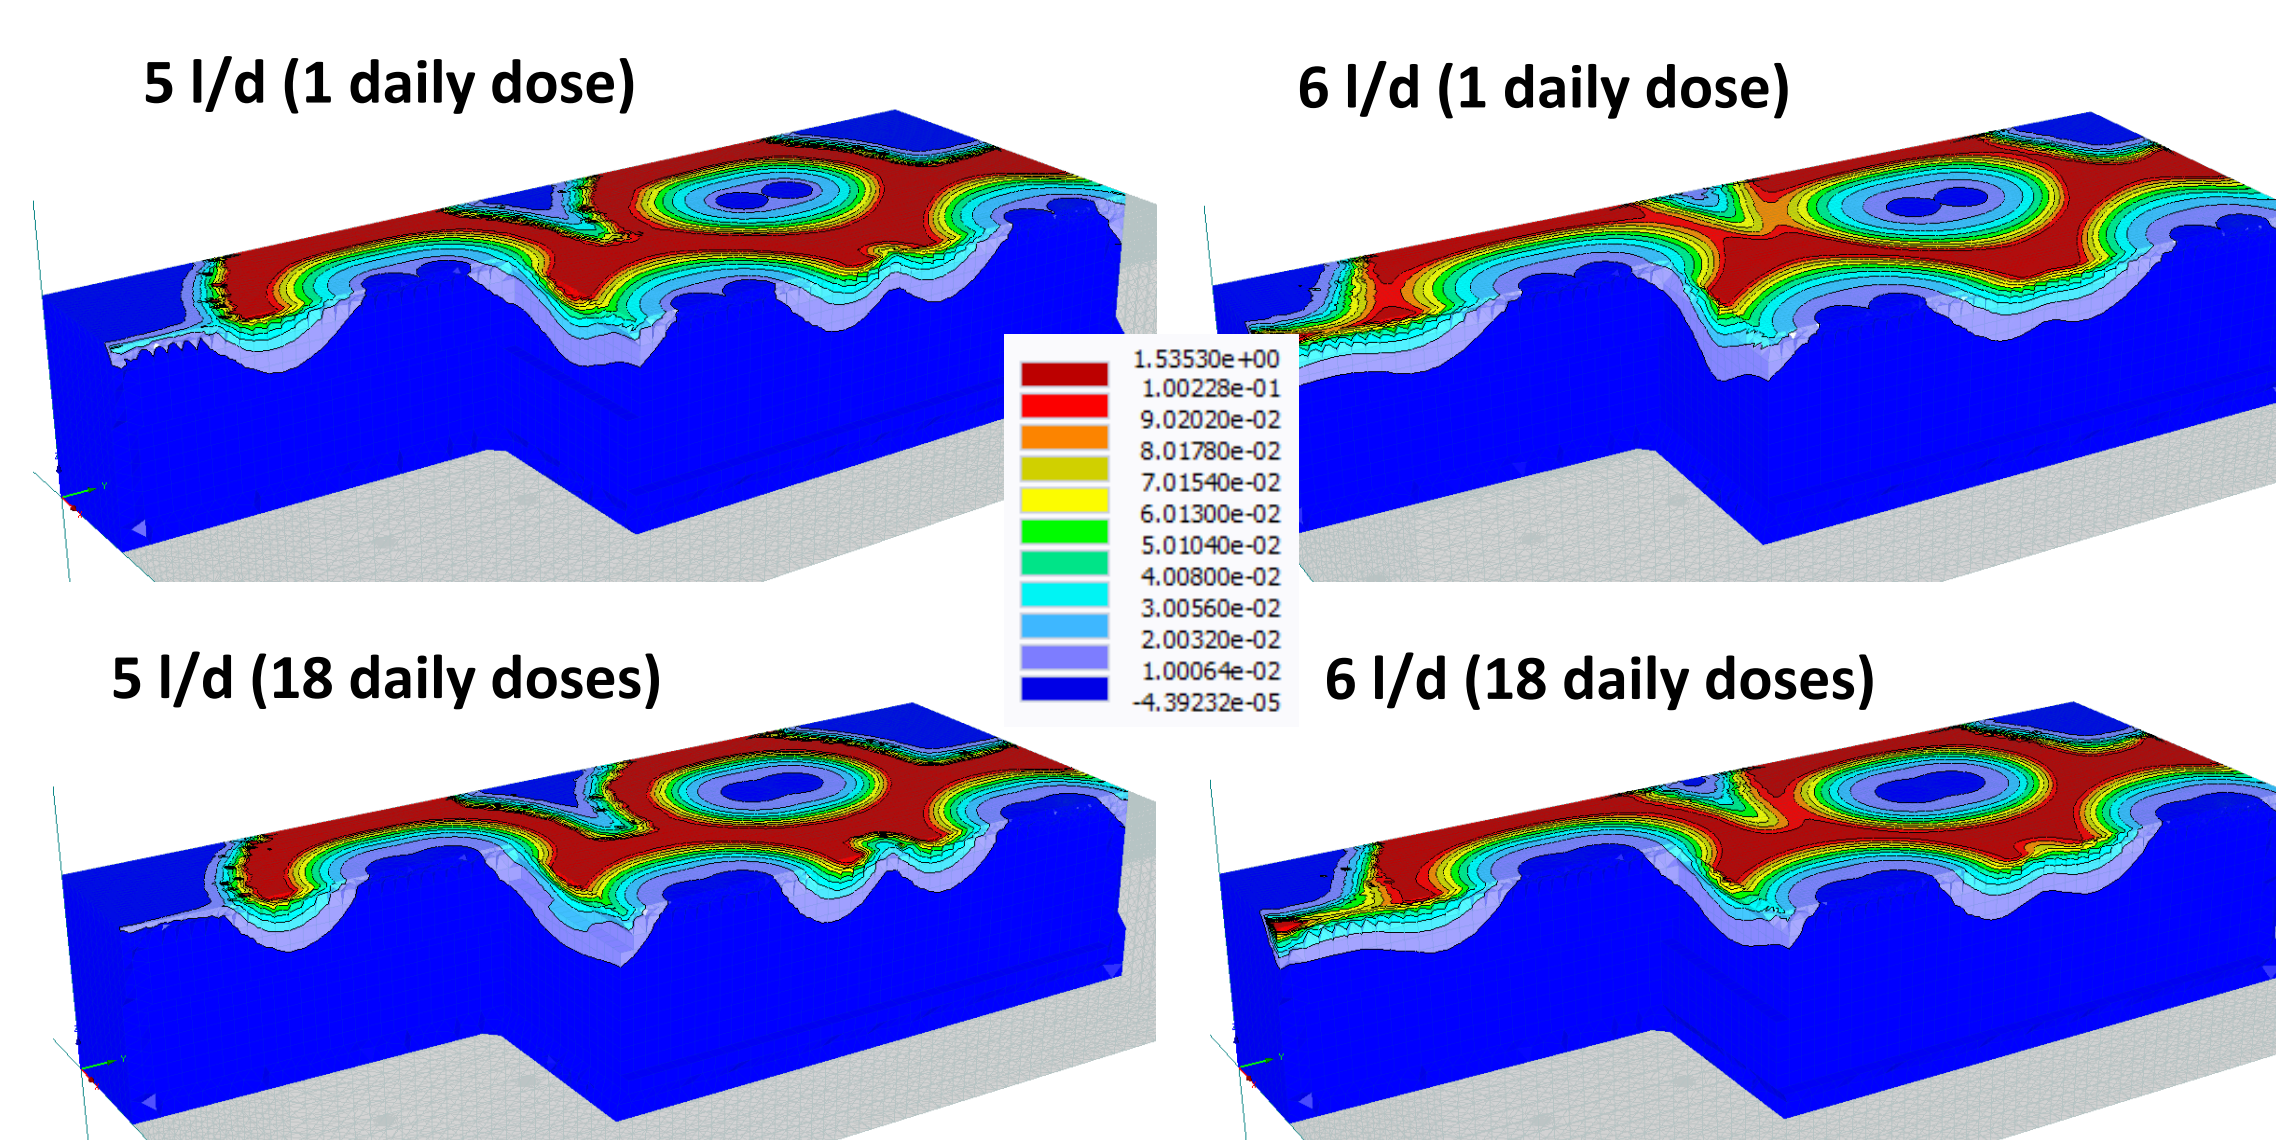 5 l/d (1 daily dose)
6 l/d (1 daily dose)
1.53530e+00
1.00228e-01
9.02020e-02
8.01780e-02
7.01540e-02
6.01300e-02
5.01040e-02
4.00800e-02
3.00560e-02
2.00320e-02
1.00064e-02
-4.39232e-05
5 l/d (18 daily doses)
6 l/d (18 daily doses)
Y
Y
Y